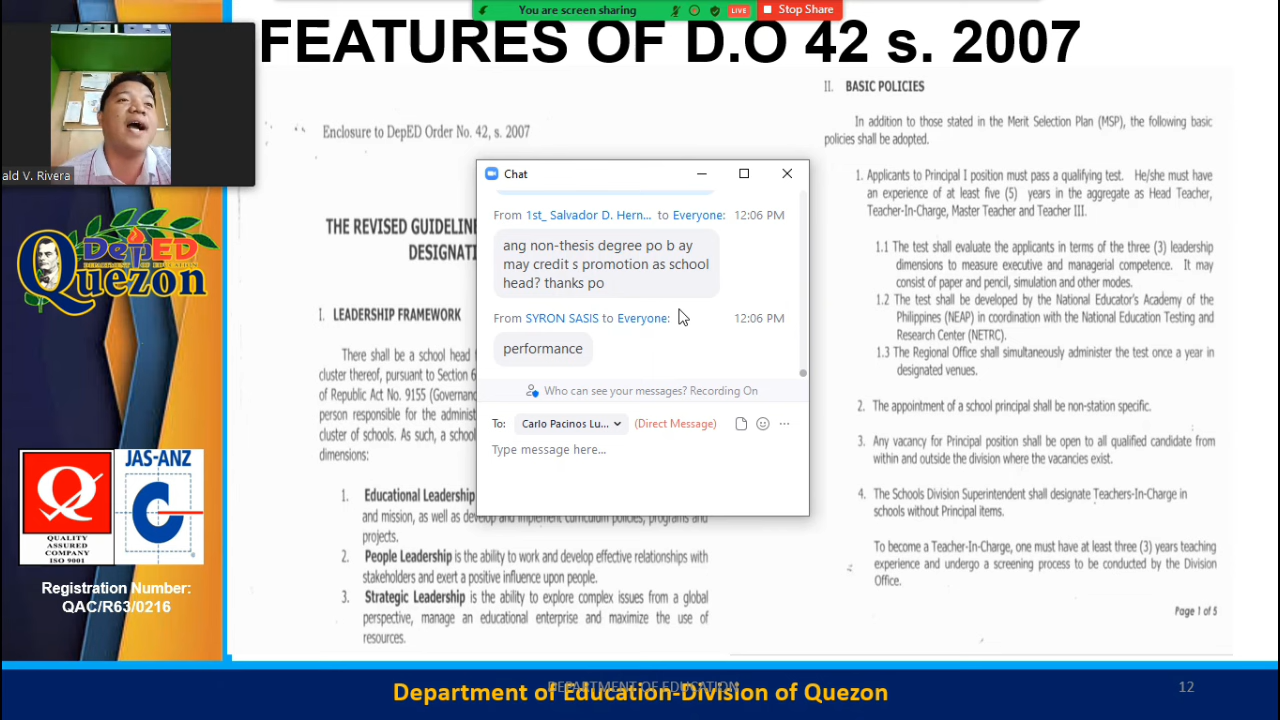 You are screen sharing
LIVE
Stop Share
FEATURES OF D.O 42 s. 2007
ald V. Rivera
DepED
DEPARTMENT OF EDUCATION
Quezon
QUALITY
ASSURED
COMPANY
ISO 9001
JAS-ANZ
Registration Number:
QAC/R63/0216
Enclosure to DepED Order No. 42, s. 2007
THE REVISED GUIDELIN
DESIGNATI
I. LEADERSHIP FRAMEWORK
There shall be a school head
cluster thereof, pursuant to Section 6
of Republic Act No. 9155 (Governanc
person responsible for the administ
cluster of schools. As such, a school
dimensions:
1. Educational Leadership
and mission, as well as develop and implement curriculum policies, programs and
projects.
2. People Leadership is the ability to work and develop effective relationships with
stakeholders and exert a positive influence upon people.
3. Strategic Leadership is the ability to explore complex issues from a global
perspective, manage an educational enterprise and maximize the use of
resources.
Chat
From 1st_ Salvador D. Hern... to Everyone: 12:06 PM
ang non-thesis degree po b ay
may credit s promotion as school
head? thanks po
From SYRON SASIS to Everyone: 12:06 PM
performance
Who can see your messages? Recording On
To: Carlo Pacinos Lu... (Direct Message)
Type message here...
II. BASIC POLICIES
In addition to those stated in the Merit Selection Plan (MSP), the following basic
policies shall be adopted.
1. Applicants to Principal I position must pass a qualifying test. He/she must have
an experience of at least five (5) years in the aggregate as Head Teacher,
Teacher-In-Charge, Master Teacher and Teacher III.
1.1 The test shall evaluate the applicants in terms of the three (3) leadership
dimensions to measure executive and managerial competence. It may
consist of paper and pencil, simulation and other modes.
1.2 The test shall be developed by the National Educator's Academy of the
Philippines (NEAP) in coordination with the National Education Testing and
Research Center (NETRC).
1.3 The Regional Office shall simultaneously administer the test once a year in
designated venues.
2. The appointment of a school principal shall be non-station specific.
3. Any vacancy for Principal position shall be open to all qualified candidate from
within and outside the division where the vacancies exist.
4. The Schools Division Superintendent shall designate Teachers-In-Charge in
schools without Principal items.
To become a Teacher-In-Charge, one must have at least three (3) years teaching
experience and undergo a screening process to be conducted by the Division
Office.
Page 1 of 5
Department of Education-Division of Quezon
DEPARTMENT OF EDUCATION
12